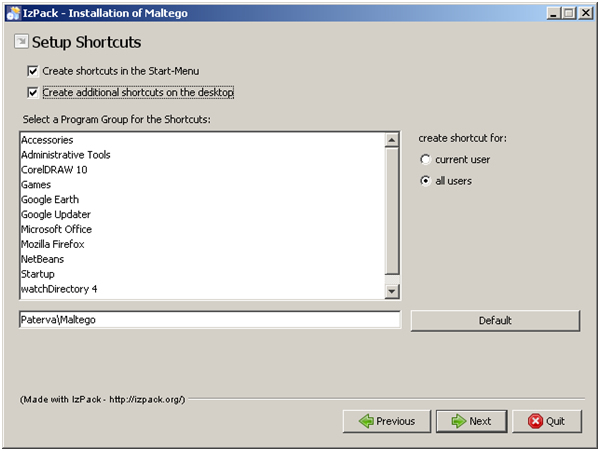 IzPack - Installation of Maltego
Setup Shortcuts
Create shortcuts in the Start-Menu
Create additional shortcuts on the desktop
Select a Program Group for the Shortcuts:
Accessories
Administrative Tools
CorelDRAW 10
Games
Google Earth
Google Updater
Microsoft Office
Mozilla Firefox
NetBeans
Startup
watchDirectory 4
create shortcut for:
current user
all users
Paterva\Maltego
Default
(Made with IzPack - http://izpack.org/)
Previous
Next
Quit